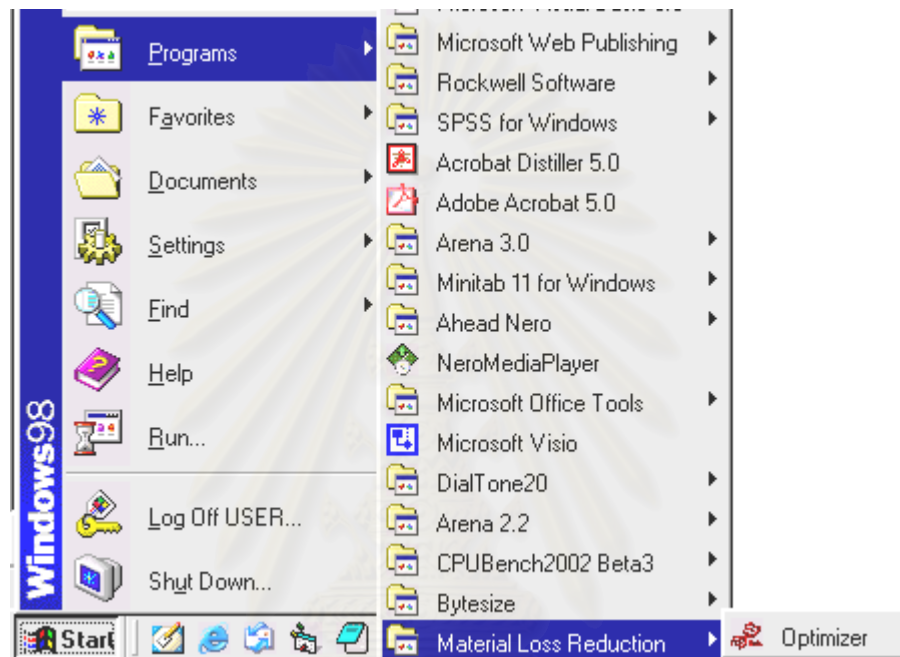 Programs
Favorites
Documents
Settings
Find
Help
Run...
Log Off USER...
Shut Down...
Windows98
Start
Microsoft Web Publishing
Rockwell Software
SPSS for Windows
Acrobat Distiller 5.0
Adobe Acrobat 5.0
Arena 3.0
Minitab 11 for Windows
Ahead Nero
NeroMediaPlayer
Microsoft Office Tools
Microsoft Visio
DialTone20
Arena 2.2
CPUBench2002 Beta3
Bytesize
Material Loss Reduction
Optimizer